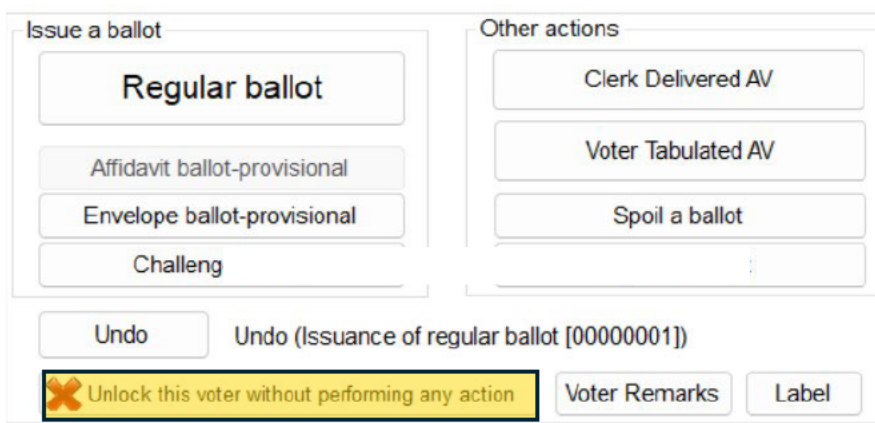 Issue a ballot
Regular ballot
Affidavit ballot-provisional
Envelope ballot-provisional
Challeng
Other actions
Clerk Delivered AV
Voter Tabulated AV
Spoil a ballot
Undo
Undo (Issuance of regular ballot [00000001])
Unlock this voter without performing any action
Voter Remarks
Label